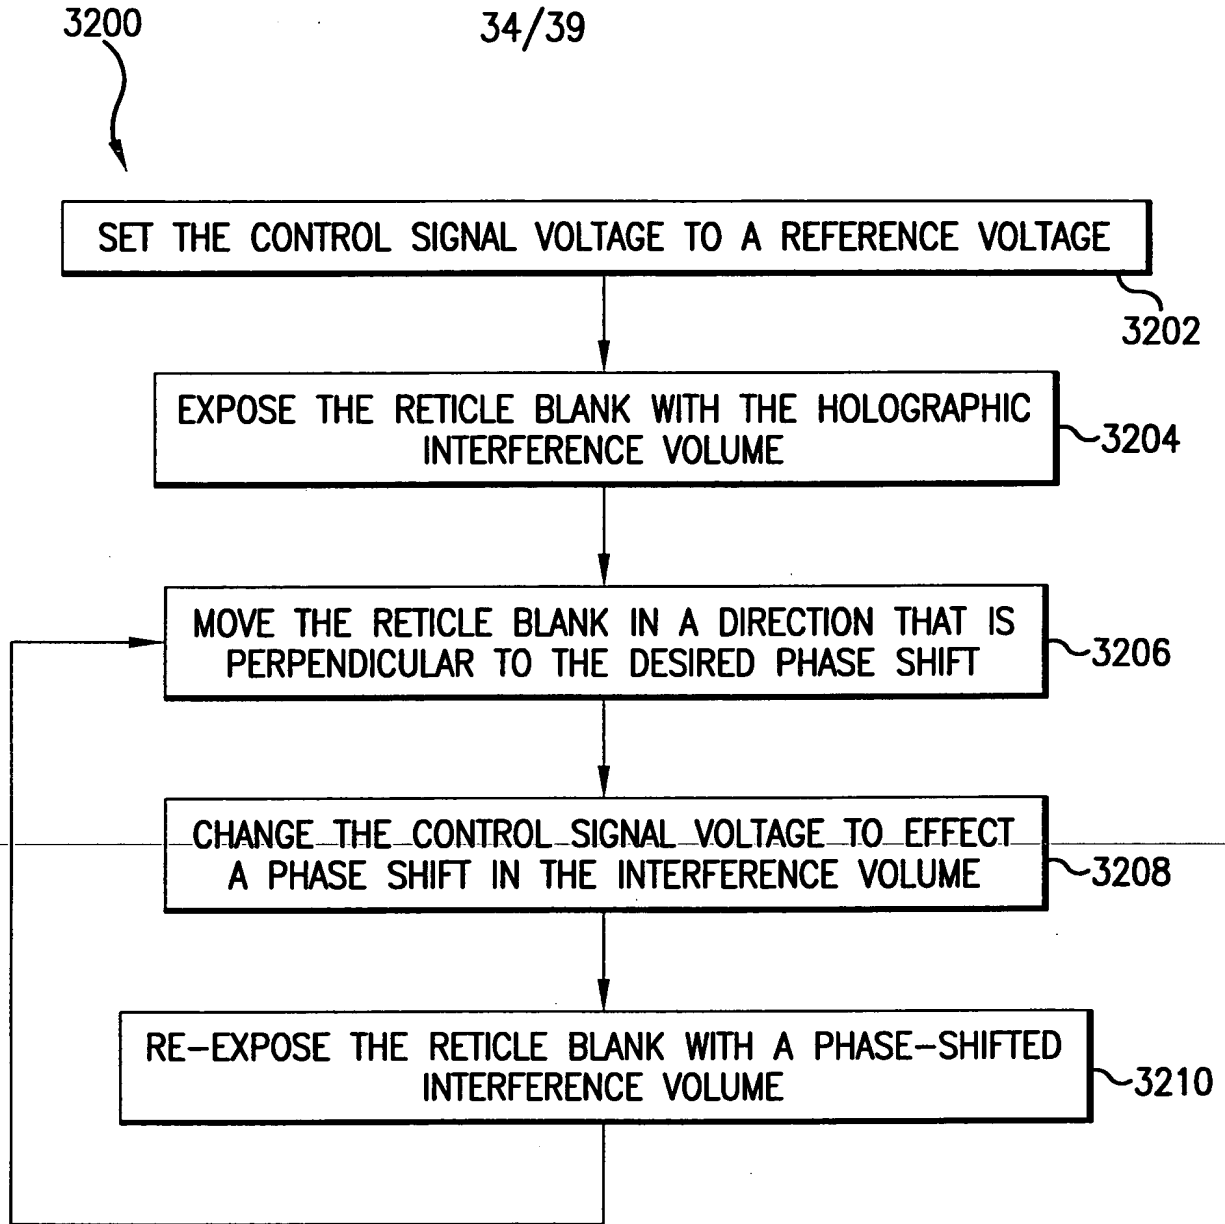 3200
34/39
SET THE CONTROL SIGNAL VOLTAGE TO A REFERENCE VOLTAGE
3202
EXPOSE THE RETICLE BLANK WITH THE HOLOGRAPHIC
INTERFERENCE VOLUME
3204
MOVE THE RETICLE BLANK IN A DIRECTION THAT IS
PERPENDICULAR TO THE DESIRED PHASE SHIFT
3206
CHANGE THE CONTROL SIGNAL VOLTAGE TO EFFECT
A PHASE SHIFT IN THE INTERFERENCE VOLUME
3208
RE-EXPOSE THE RETICLE BLANK WITH A PHASE-SHIFTED
INTERFERENCE VOLUME
3210